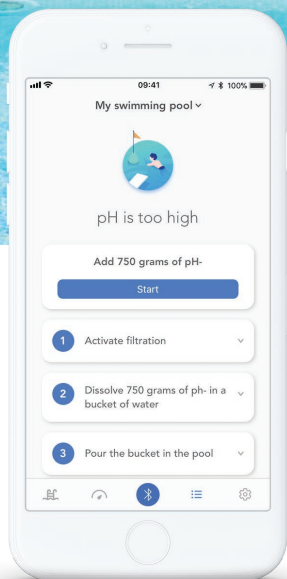 09:41
100%
My swimming pool
pH is too high
Add 750 grams of pH-
Start
1 Activate filtration
2 Dissolve 750 grams of ph- in a
bucket of water
3 Pour the bucket in the pool